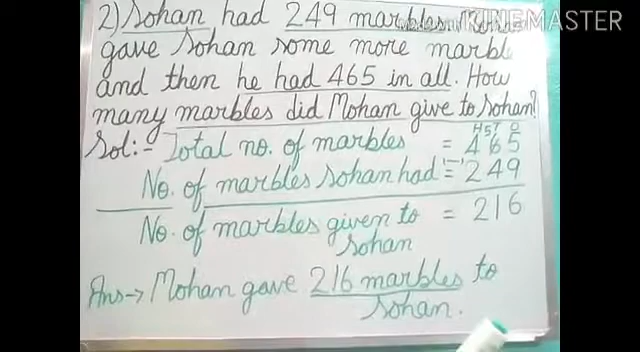 2) Sohan had 249 marbles. Mohan
KINEMASTER
gave Sohan some more marbl
and then he had 465 in all. How
many marbles did Mohan give to Sohan?
H 5T O
Sol:- Total no. of marbles = 465
No. of marbles Sohan had = - 249
No. of marbles given to = 216
Sohan
Ans→ Mohan gave 216 marbles to
Sohan.